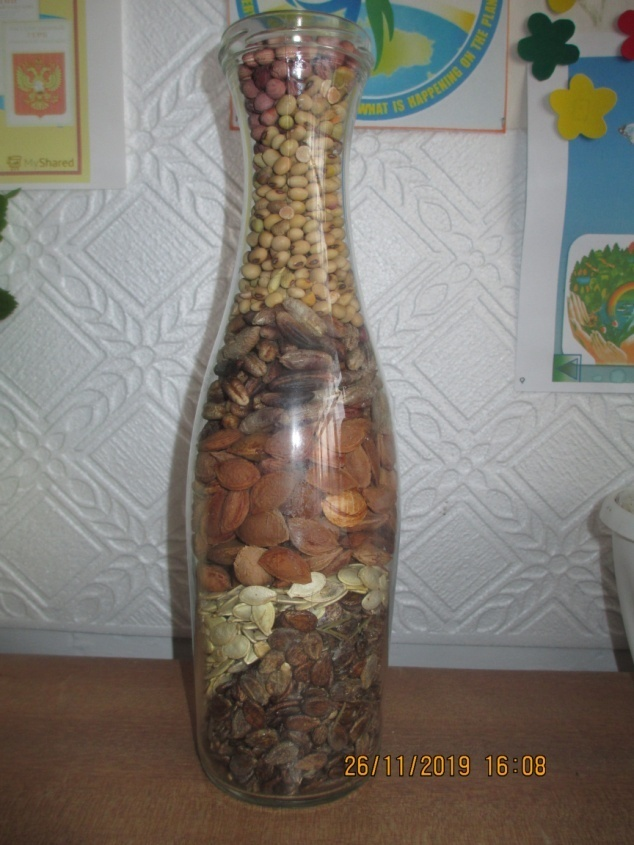 WHAT IS HAPPENING ON THE PLAN
MyShared
26/11/2019 16:08